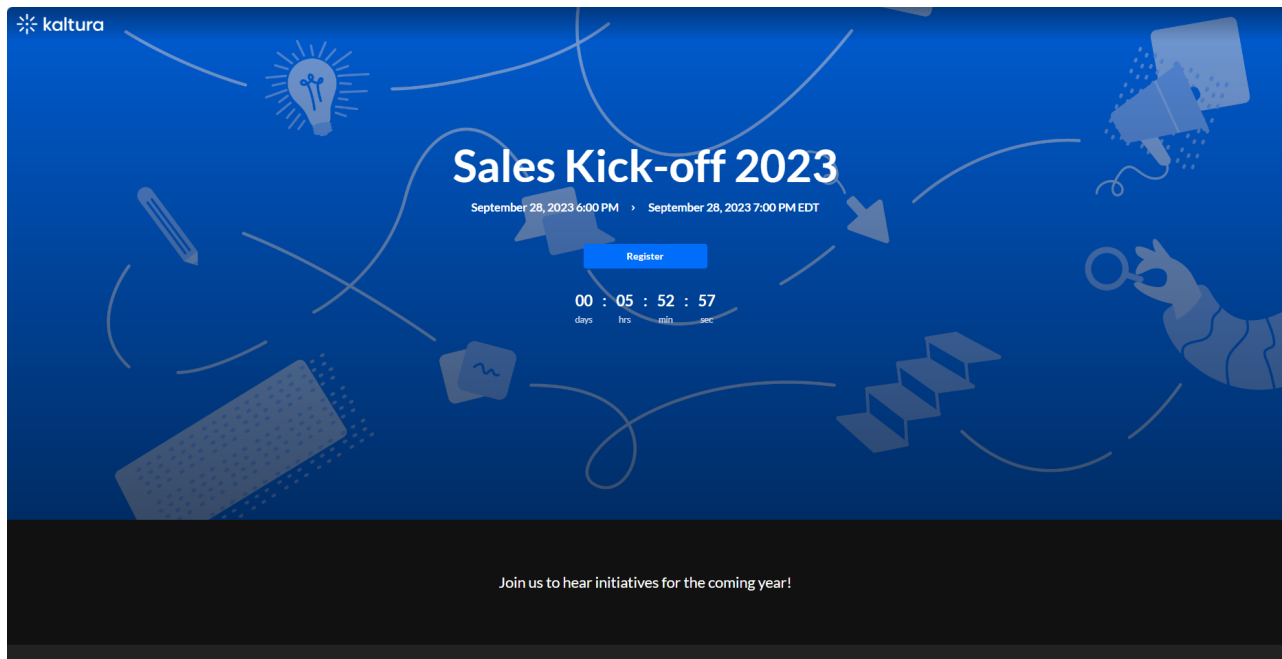 kaltura
Sales Kick-off 2023
September 28, 2023 6:00 PM › September 28, 2023 7:00 PM EDT
Register
00 : 05 : 52 : 57
days hrs min sec
Join us to hear initiatives for the coming year!